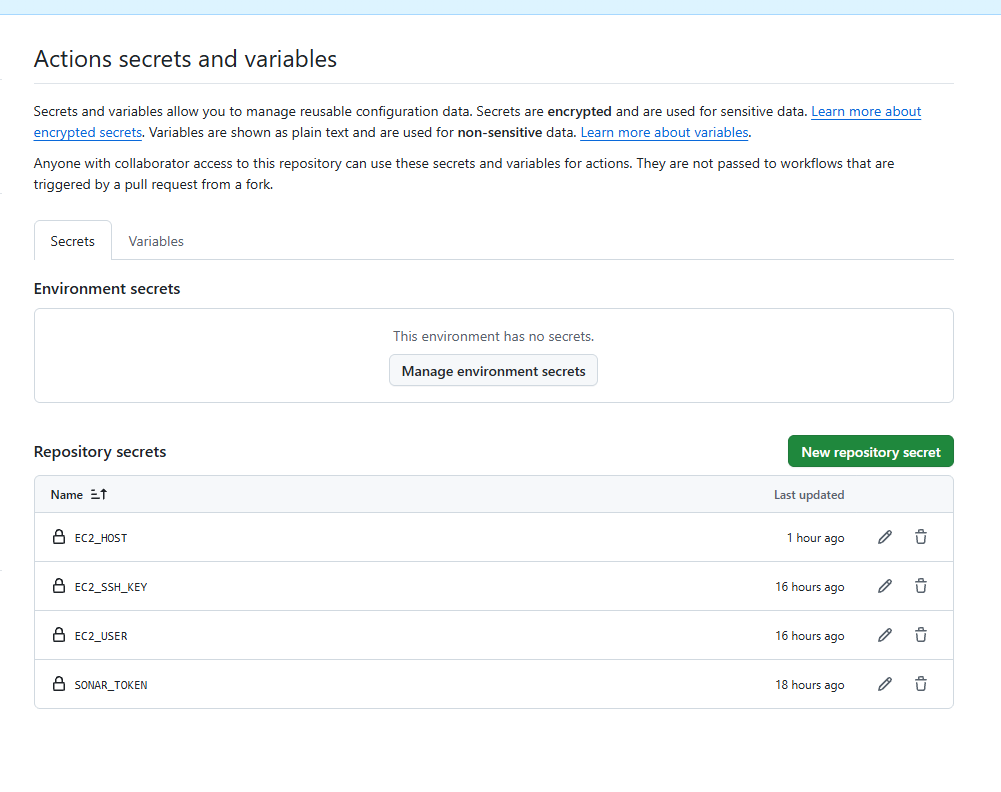 Actions secrets and variables
Secrets and variables allow you to manage reusable configuration data. Secrets are encrypted and are used for sensitive data. Learn more about
encrypted secrets. Variables are shown as plain text and are used for non-sensitive data. Learn more about variables.
Anyone with collaborator access to this repository can use these secrets and variables for actions. They are not passed to workflows that are
triggered by a pull request from a fork.
Secrets Variables
Environment secrets
This environment has no secrets.
Manage environment secrets
Repository secrets New repository secret
Name Last updated
EC2_HOST 1 hour ago
EC2_SSH_KEY 16 hours ago
EC2_USER 16 hours ago
SONAR_TOKEN 18 hours ago